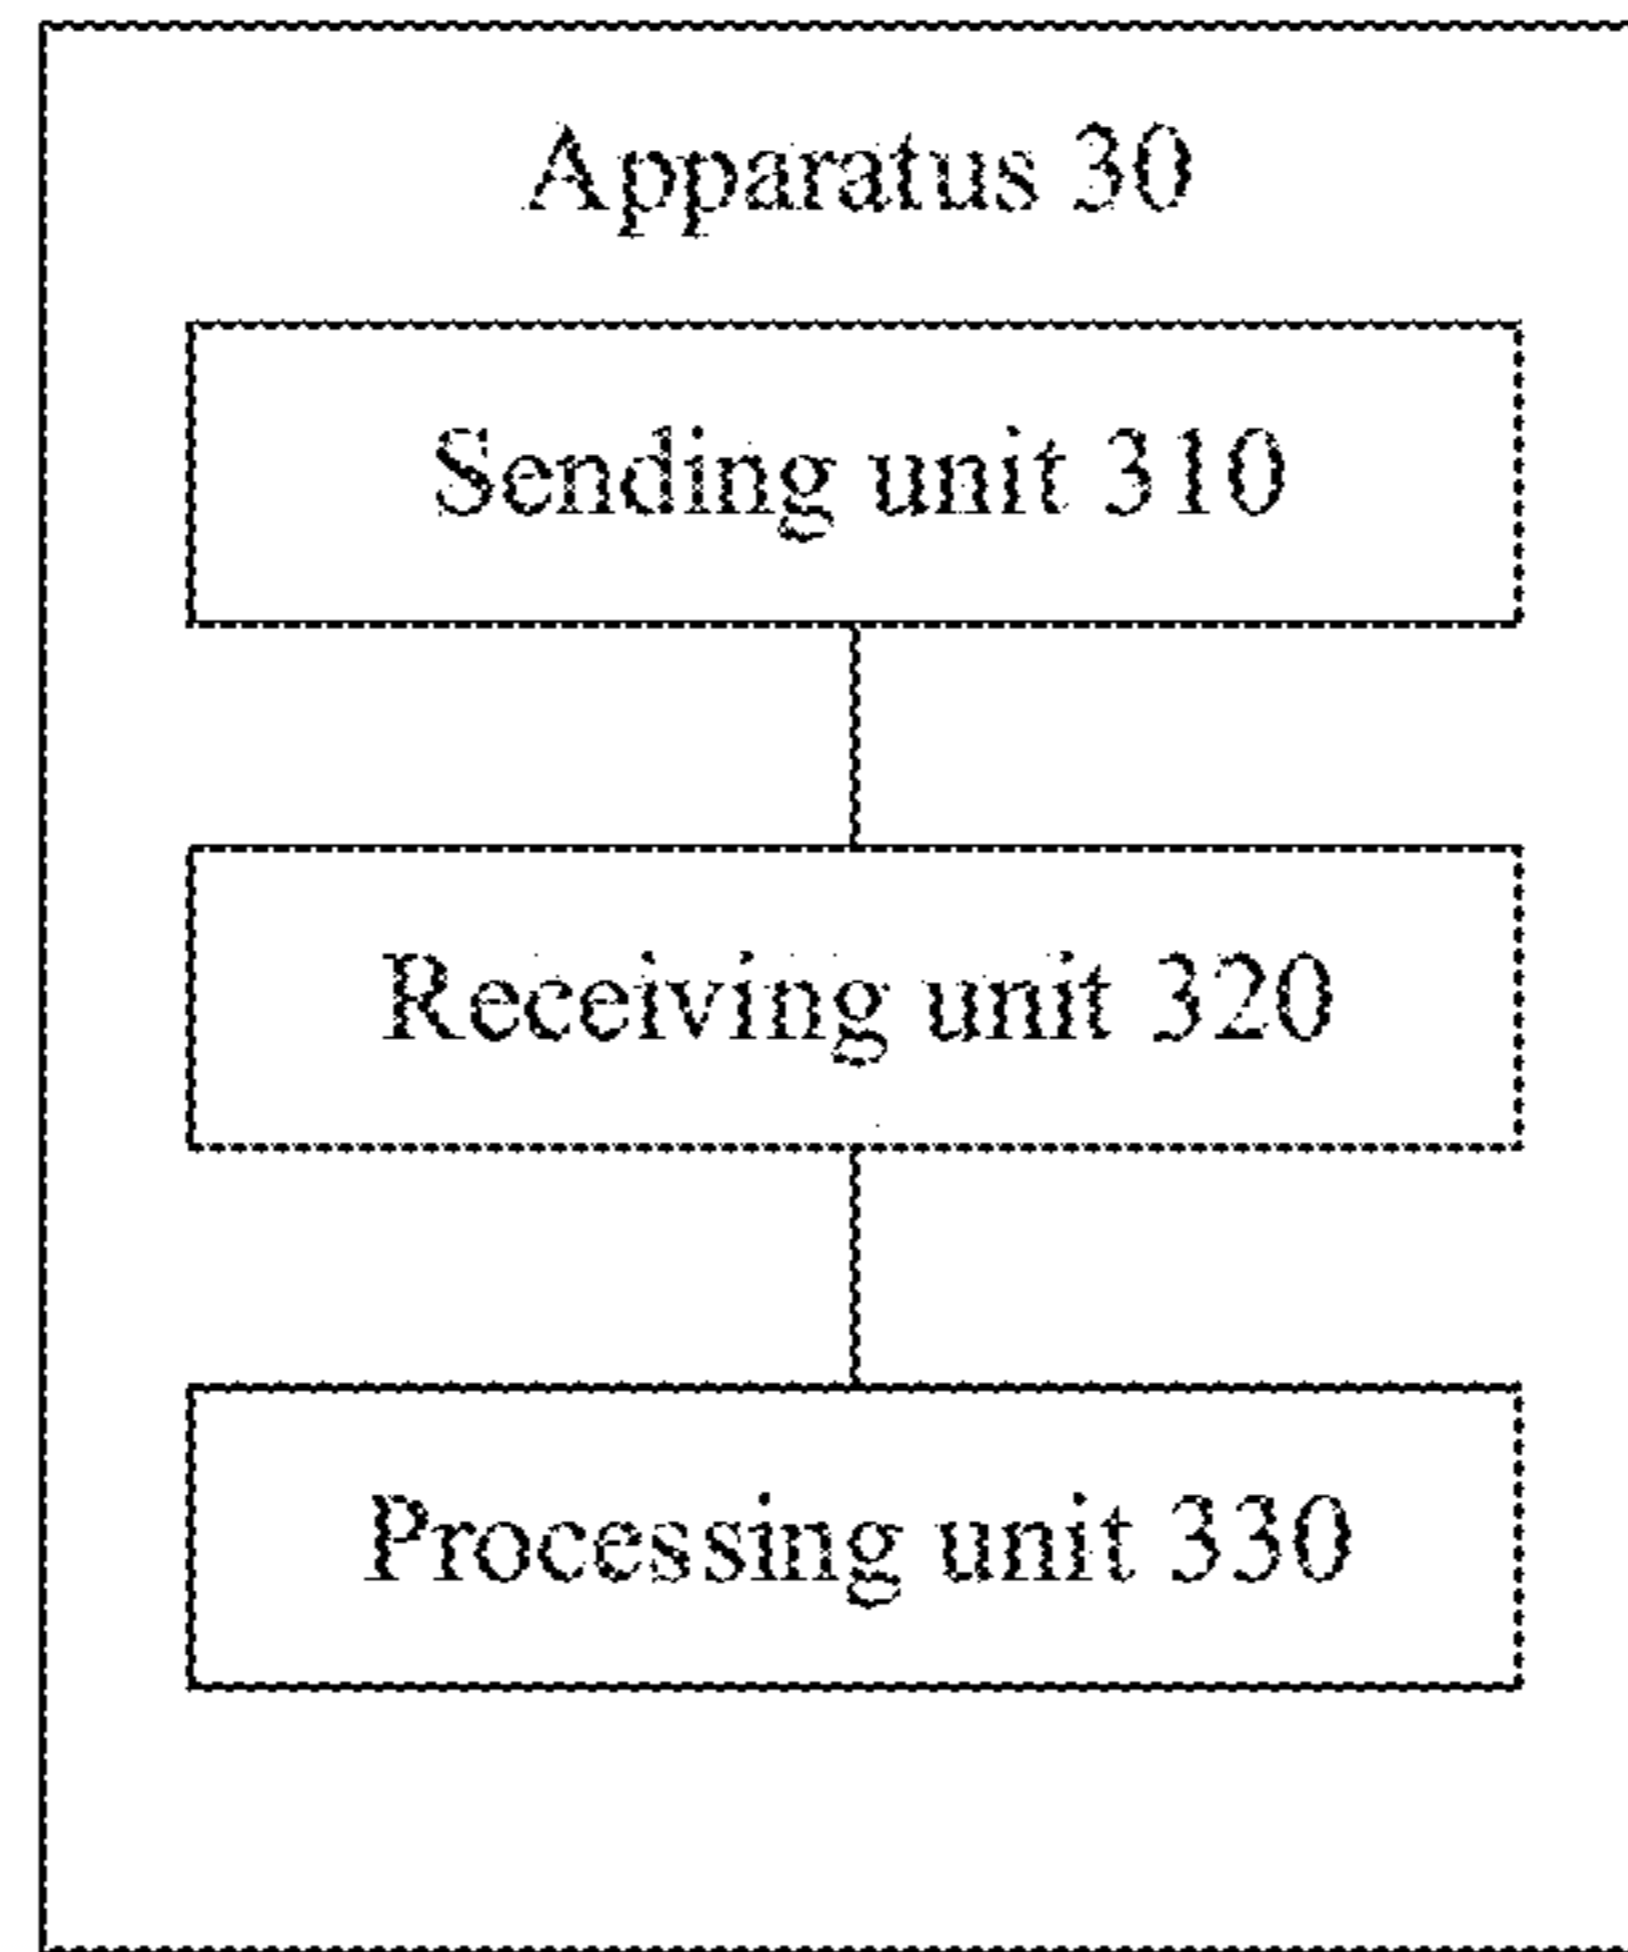 Apparatus 30
Sending unit 310
Receiving unit 320
Processing unit 330